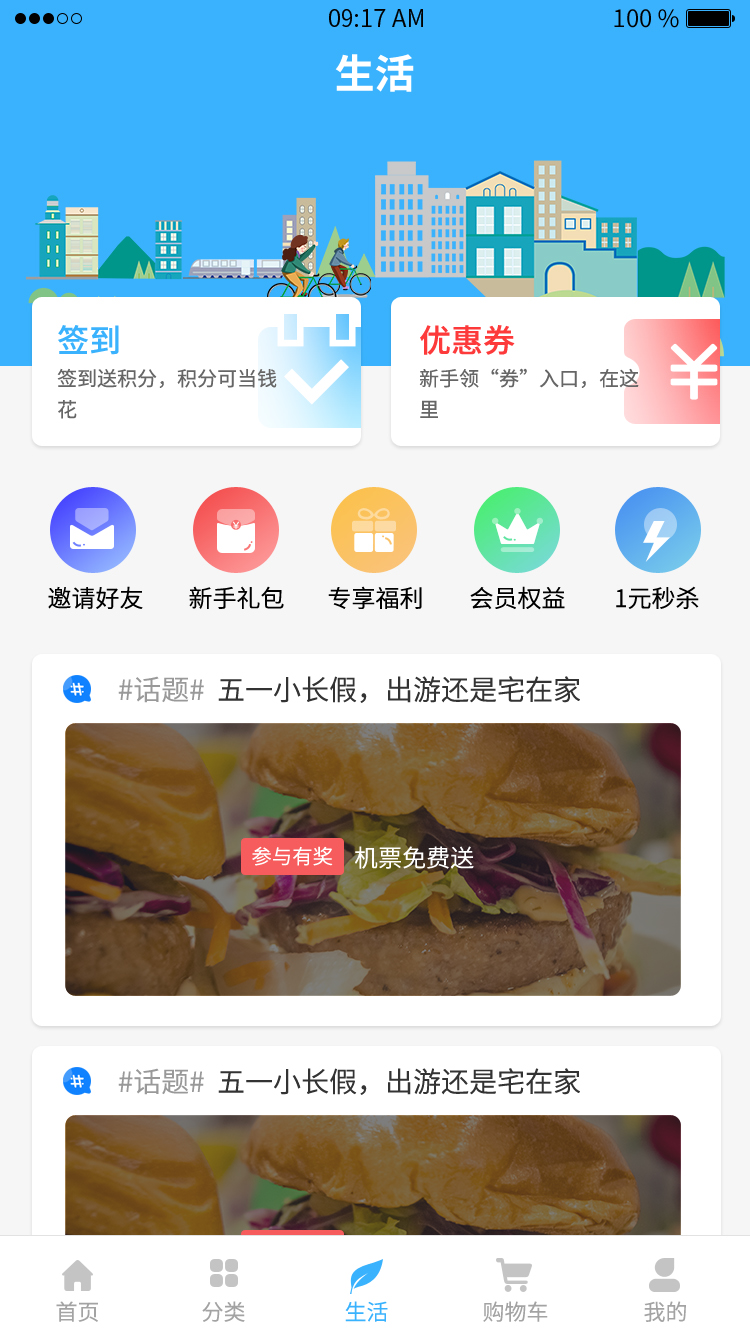 09:17 AM
100 %
生活
签到
签到送积分，积分可当钱
花
优惠券
新手领“券”入口，在这
里
邀请好友
新手礼包
专享福利
会员权益
1元秒杀
#话题# 五一小长假，出游还是宅在家
参与有奖 机票免费送
#话题# 五一小长假，出游还是宅在家
首页
分类
生活
购物车
我的